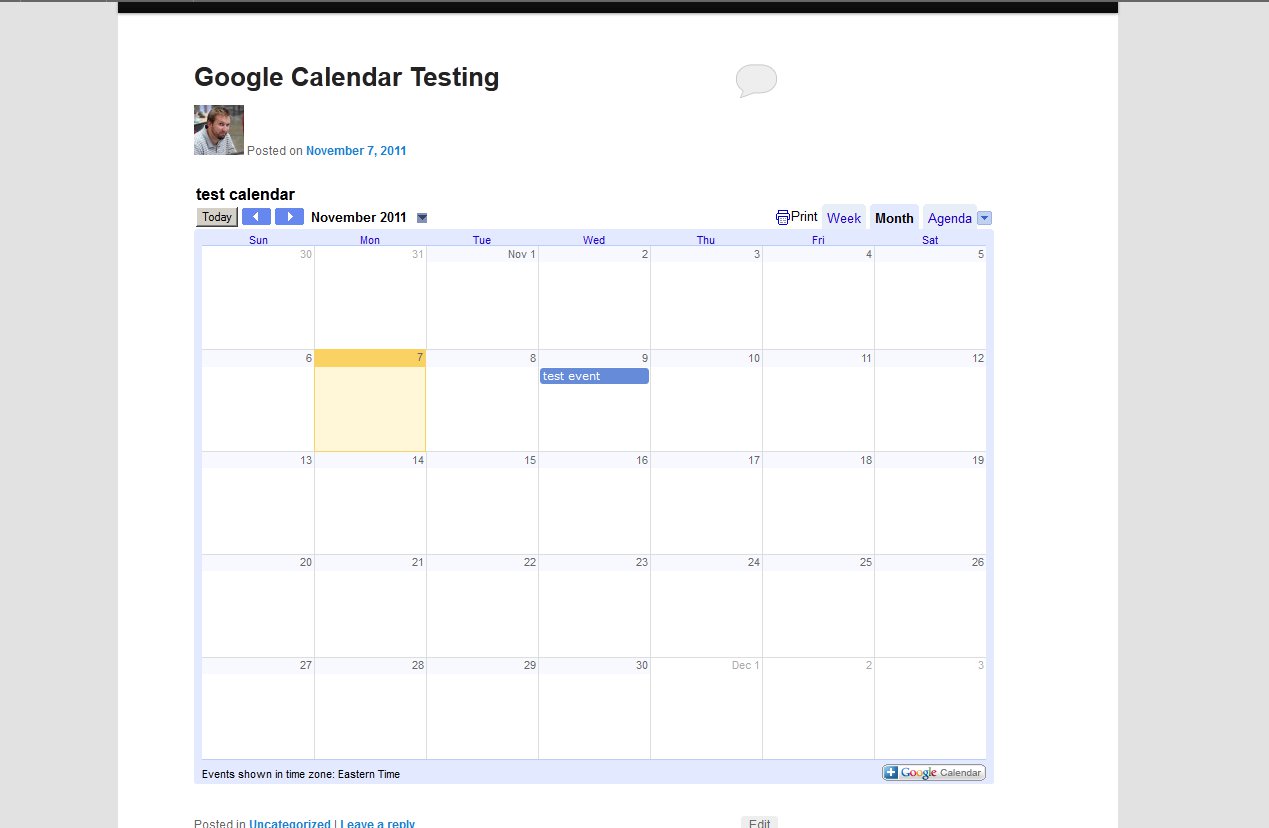 Google Calendar Testing
Posted on November 7, 2011
test calendar
Today November 2011 Print Week Month Agenda
Sun Mon Tue Wed Thu Fri Sat
30 31 Nov 1 2 3 4 5
6 7 8 9 10 11 12
test event
13 14 15 16 17 18 19
20 21 22 23 24 25 26
27 28 29 30 Dec 1 2 3
Events shown in time zone: Eastern Time Google Calendar
Posted in Uncategorized | Leave a reply Edit